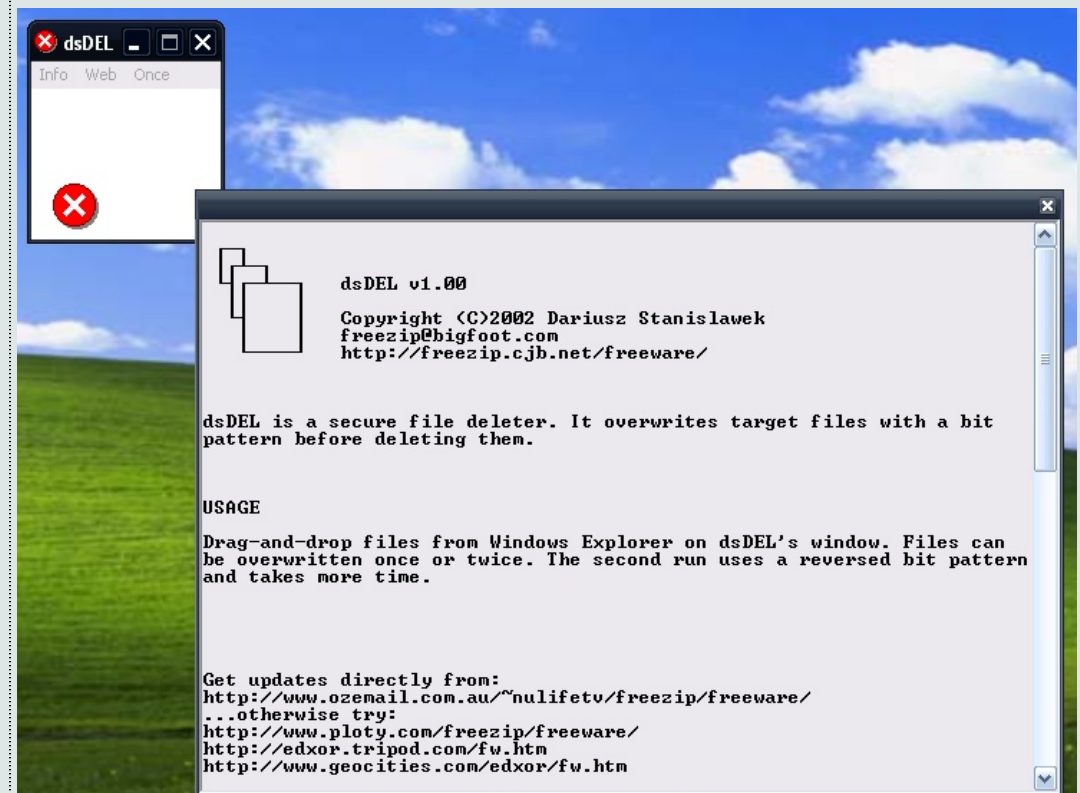 dsDEL
Info Web Once
dsDEL v1.00
Copyright (C)2002 Dariusz Stanislawek
freezip@bigfoot.com
http://freezip.cjb.net/freeware/
dsDEL is a secure file deleter. It overwrites target files with a bit
pattern before deleting them.
USAGE
Drag-and-drop files from Windows Explorer on dsDEL's window. Files can
be overwritten once or twice. The second run uses a reversed bit pattern
and takes more time.
Get updates directly from:
http://www.ozemail.com.au/~nulifetv/freezip/freeware/
...otherwise try:
http://www.ploty.com/freezip/freeware/
http://edxor.tripod.com/fw.htm
http://www.geocities.com/edxor/fw.htm